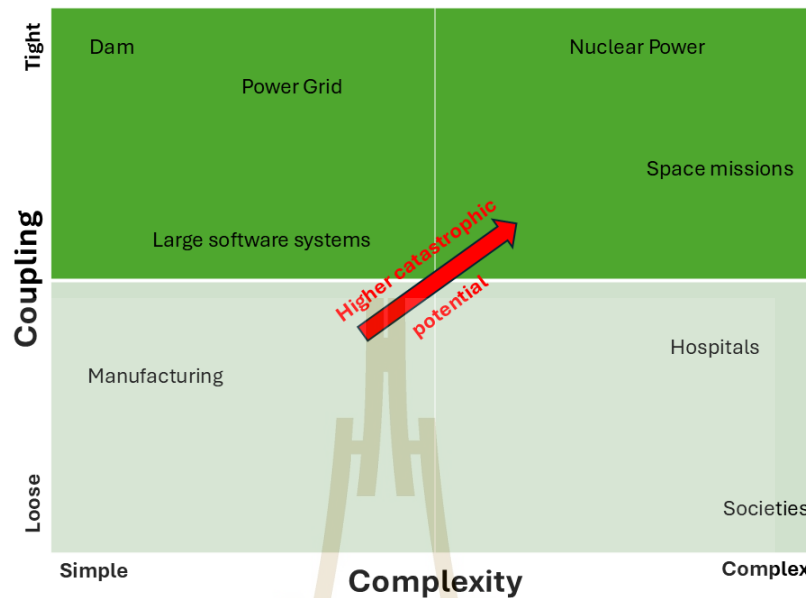 Tight
Dam
Nuclear Power
Power Grid
Space missions
Large software systems
Higher catastrophic
potential
Coupling
Hospitals
Manufacturing
Loose
Societies
Simple
Complexity
Complex